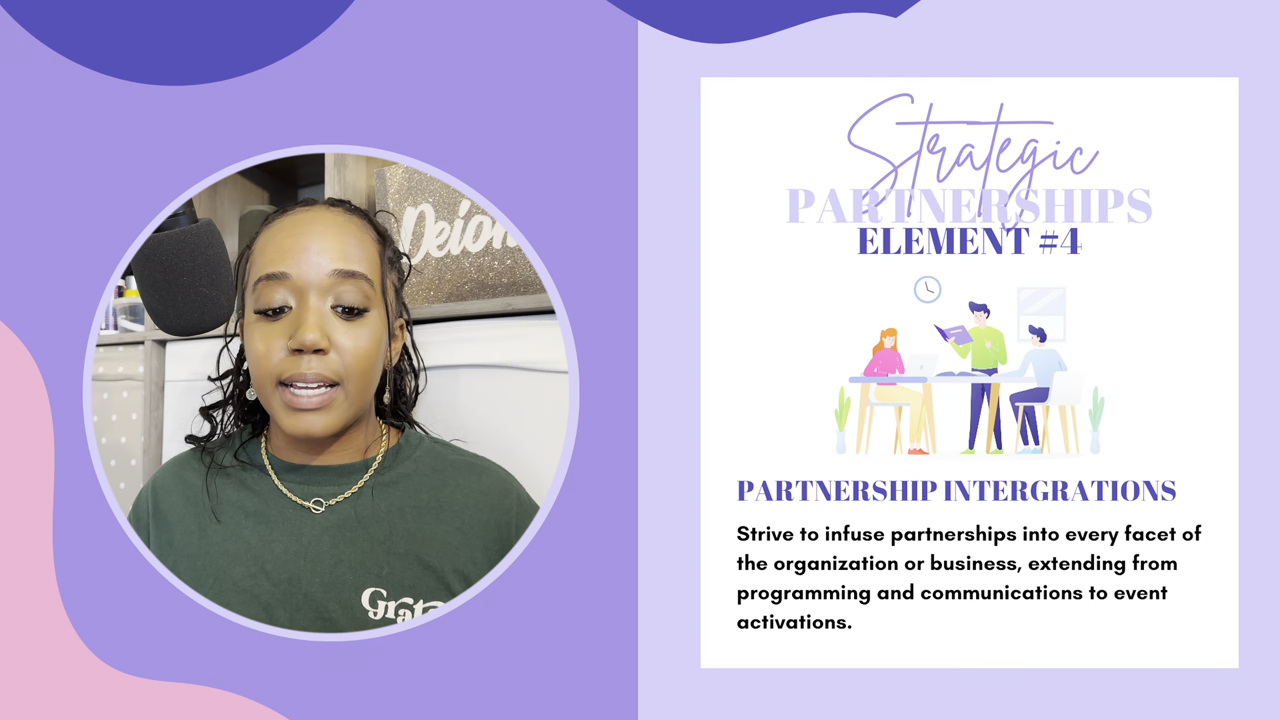 Strategic
PARTNERSHIPS
ELEMENT #4
PARTNERSHIP INTERGRATIONS
Strive to infuse partnerships into every facet of
the organization or business, extending from
programming and communications to event
activations.